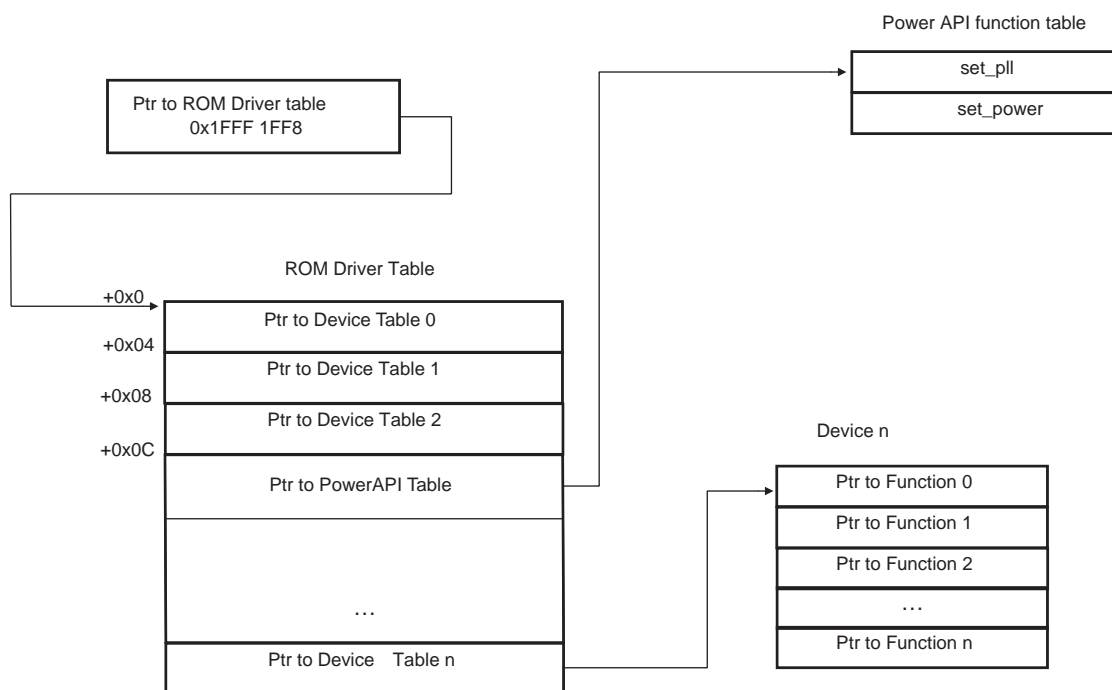 Power API function table
set_pll
set_power
Ptr to ROM Driver table
0x1FFF 1FF8
ROM Driver Table
+0x0
Ptr to Device Table 0
+0x04
Ptr to Device Table 1
+0x08
Ptr to Device Table 2
+0x0C
Ptr to PowerAPI Table
…
Ptr to Device Table n
Device n
Ptr to Function 0
Ptr to Function 1
Ptr to Function 2
…
Ptr to Function n